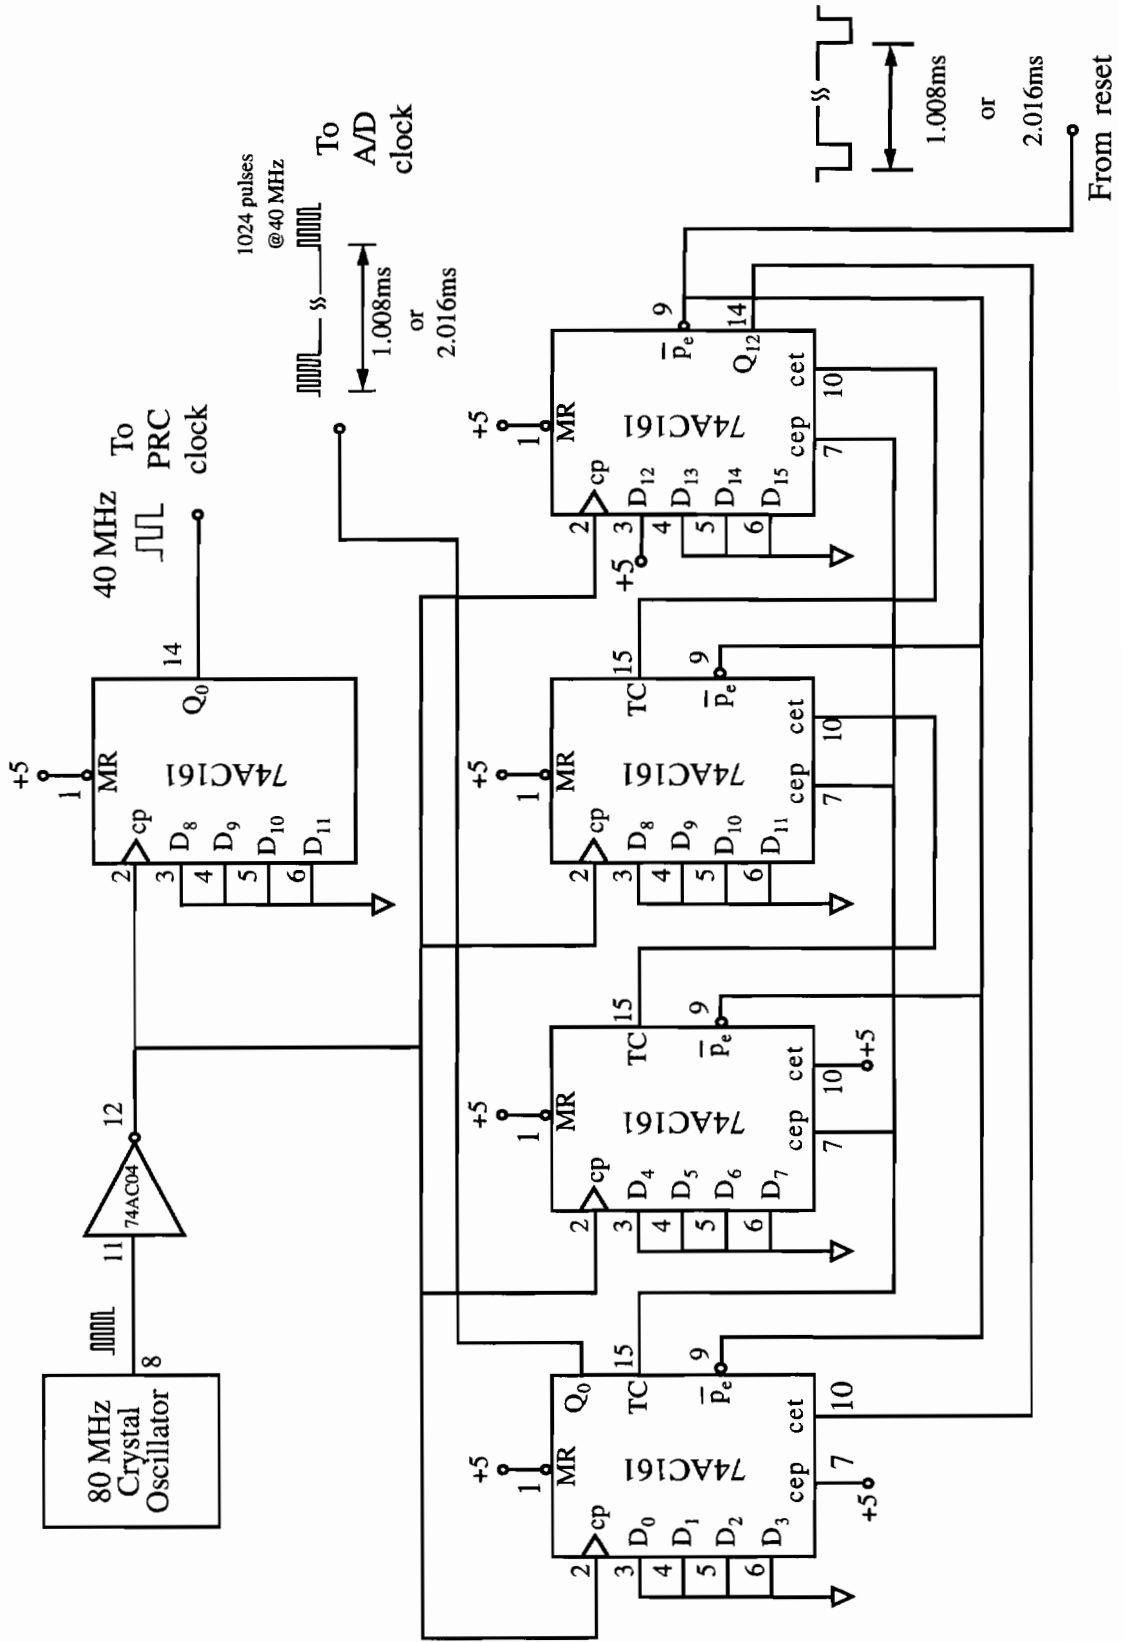 80 MHz
Crystal
Oscillator
8
11
74AC04
12
+5
1
MR
2
cp
3
D8
4
D9
5
D10
6
D11
74AC161
Q0
14
40 MHz
To
PRC
clock
1024 pulses
@40 MHz
To
A/D
clock
1.008ms
or
2.016ms
+5
1
MR
2
cp
3
D0
4
D1
5
D2
6
D3
74AC161
Q0
TC
15
p̅e
9
cep
7
+5
cet
10
+5
1
MR
2
cp
3
D4
4
D5
5
D6
6
D7
74AC161
TC
15
p̅e
9
cep
7
cet
10
+5
+5
1
MR
2
cp
3
D8
4
D9
5
D10
6
D11
74AC161
TC
15
p̅e
9
cep
7
cet
10
+5
1
MR
2
cp
3
D12
+5
4
D13
5
D14
6
D15
74AC161
p̅e
9
Q12
14
cep
7
cet
10
1.008ms
or
2.016ms
From reset